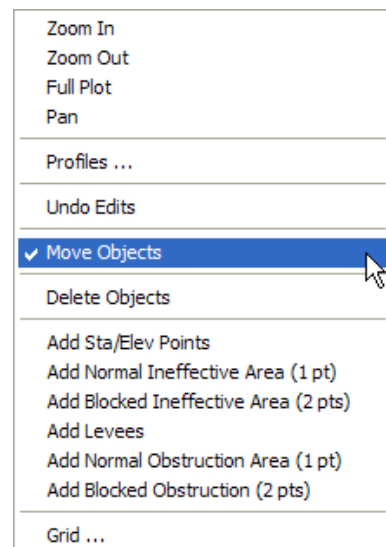 Zoom In
Zoom Out
Full Plot
Pan
Profiles ...
Undo Edits
Move Objects
Delete Objects
Add Sta/Elev Points
Add Normal Ineffective Area (1 pt)
Add Blocked Ineffective Area (2 pts)
Add Levees
Add Normal Obstruction Area (1 pt)
Add Blocked Obstruction (2 pts)
Grid ...